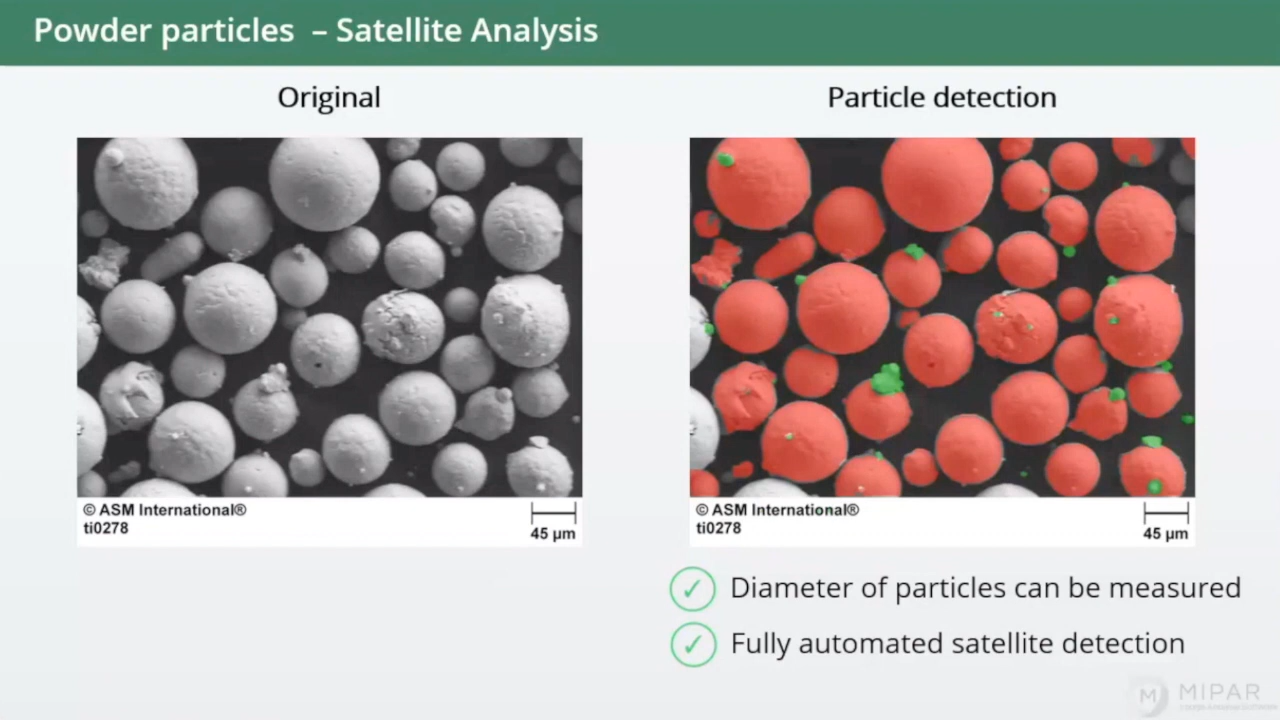 Powder particles – Satellite Analysis
Original
Particle detection
© ASM International®
ti0278
45 µm
© ASM International®
ti0278
45 µm
✓ Diameter of particles can be measured
✓ Fully automated satellite detection
M MIPAR